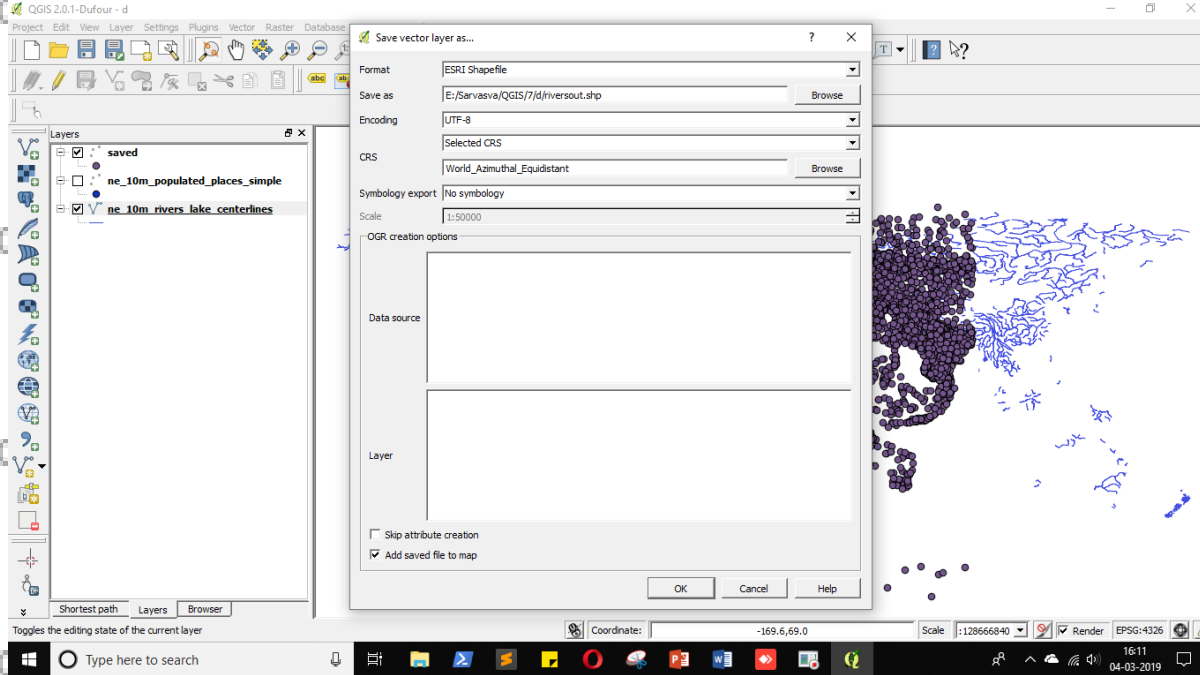 QGIS 2.0.1-Dufour - d
Project Edit View Layer Settings Plugins Vector Raster Database
Save vector layer as...
?
Format
ESRI Shapefile
Save as
E:/Sarvasva/QGIS/7/d/riversout.shp
Browse
Encoding
UTF-8
Selected CRS
CRS
World_Azimuthal_Equidistant
Browse
Symbology export
No symbology
Scale
1:50000
OGR creation options
Data source
Layer
Skip attribute creation
Add saved file to map
OK
Cancel
Help
abc
ab
T
?
?
Layers
saved
ne_10m_populated_places_simple
ne_10m_rivers_lake_centerlines
Shortest path
Layers
Browser
Toggles the editing state of the current layer
Coordinate:
-169.6,69.0
Scale
:128666840
Render
EPSG:4326
Type here to search
16:11
04-03-2019